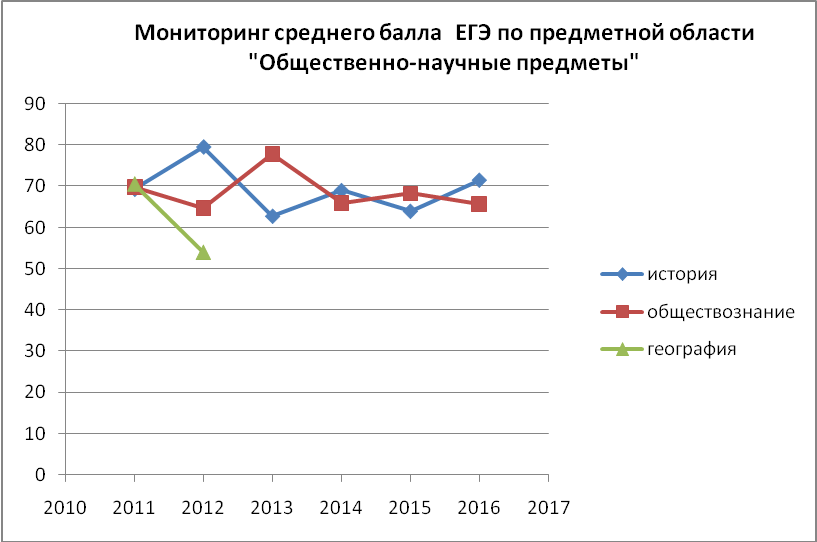 Мониторинг среднего балла ЕГЭ по предметной области
"Общественно-научные предметы"
90
80
70
60
50
40
30
20
10
0
2010 2011 2012 2013 2014 2015 2016 2017
история
обществознание
география